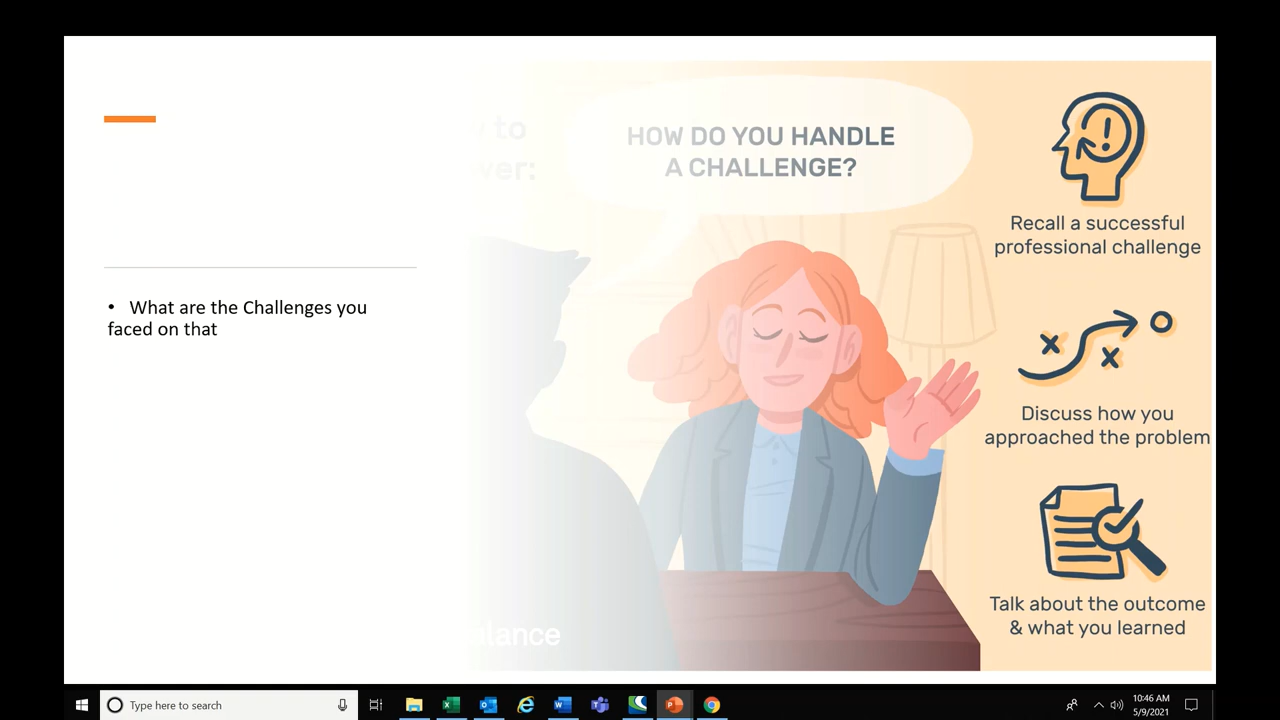 HOW DO YOU HANDLE
A CHALLENGE?
Recall a successful
professional challenge
• What are the Challenges you
faced on that
Discuss how you
approached the problem
Talk about the outcome
& what you learned
Type here to search
10:46 AM
5/9/2021